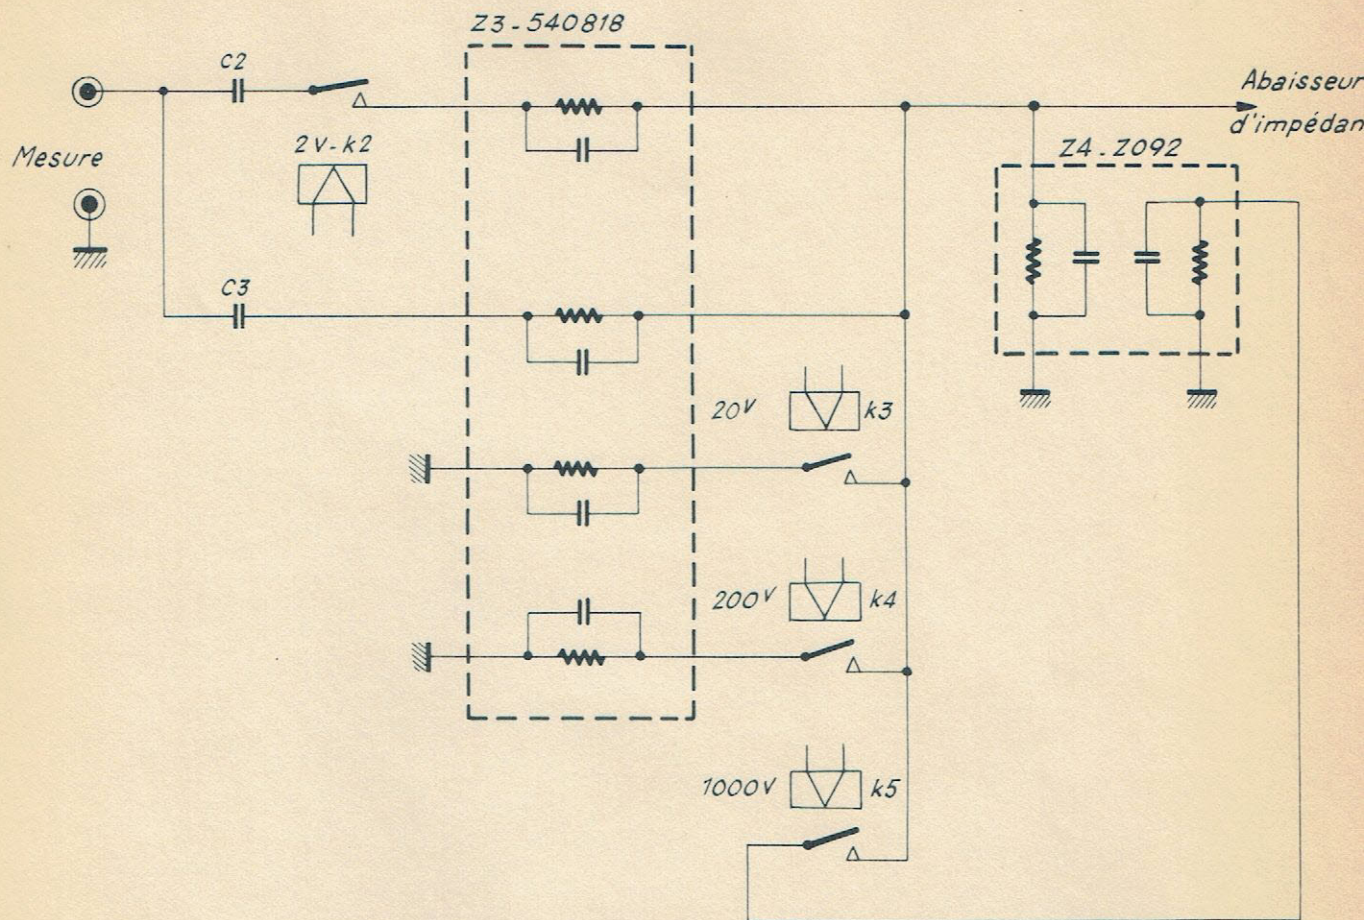 Z3-540818
C2
Abaisseur
d'impédan
Mesure
2V-k2
Z4-Z092
C3
20V
k3
200V
k4
1000V
k5